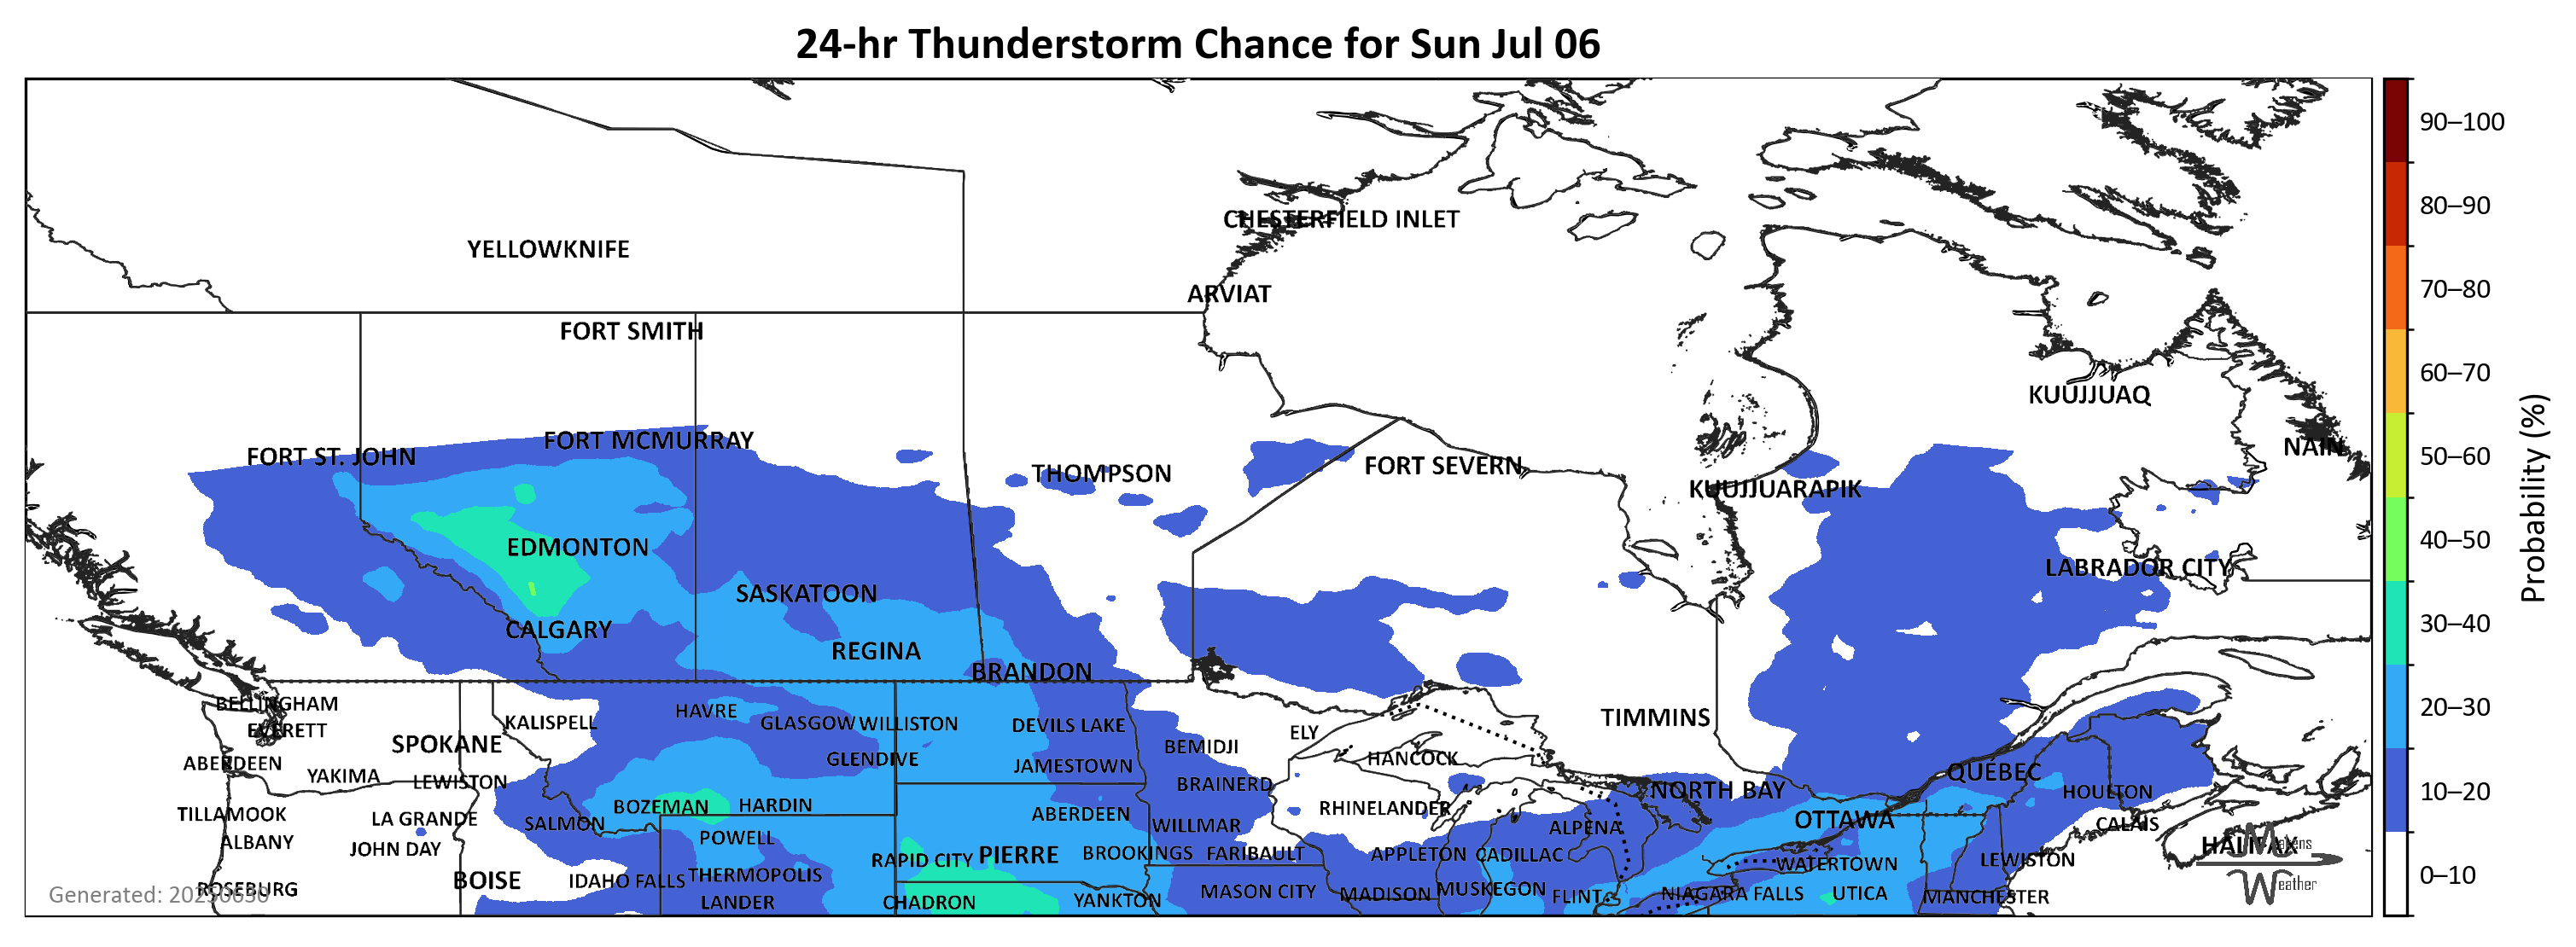 24-hr Thunderstorm Chance for Sun Jul 06
90–100
80–90
CHESTERFIELD INLET
YELLOWKNIFE
70–80
ARVIAT
FORT SMITH
60–70
KUUJJUAQ
50–60
FORT MCMURRAY
NAIN
FORT ST. JOHN
FORT SEVERN
THOMPSON
KUUJJUARAPIK
Probability (%)
40–50
EDMONTON
LABRADOR CITY
SASKATOON
30–40
CALGARY
REGINA
BRANDON
BELLINGHAM
20–30
HAVRE
TIMMINS
KALISPELL
GLASGOW
WILLISTON
DEVILS LAKE
EVERETT
ELY
SPOKANE
BEMIDJI
HANCOCK
GLENDIVE
ABERDEEN
JAMESTOWN
QUÉBEC
YAKIMA
LEWISTON
BRAINERD
NORTH BAY
HOULTON
10–20
BOZEMAN
HARDIN
RHINELANDER
TILLAMOOK
ABERDEEN
LA GRANDE
OTTAWA
SALMON
WILLMAR
ALPENA
CALAIS
POWELL
ALBANY
HALIFAX
Makens
JOHN DAY
BROOKINGS
FARIBAULT
APPLETON
CADILLAC
PIERRE
RAPID CITY
LEWISTON
WATERTOWN
THERMOPOLIS
0–10
BOISE
IDAHO FALLS
Weather
ROSEBURG
MUSKEGON
MASON CITY
MADISON
NIAGARA FALLS
UTICA
Generated: 20250630
FLINT
MANCHESTER
LANDER
CHADRON
YANKTON